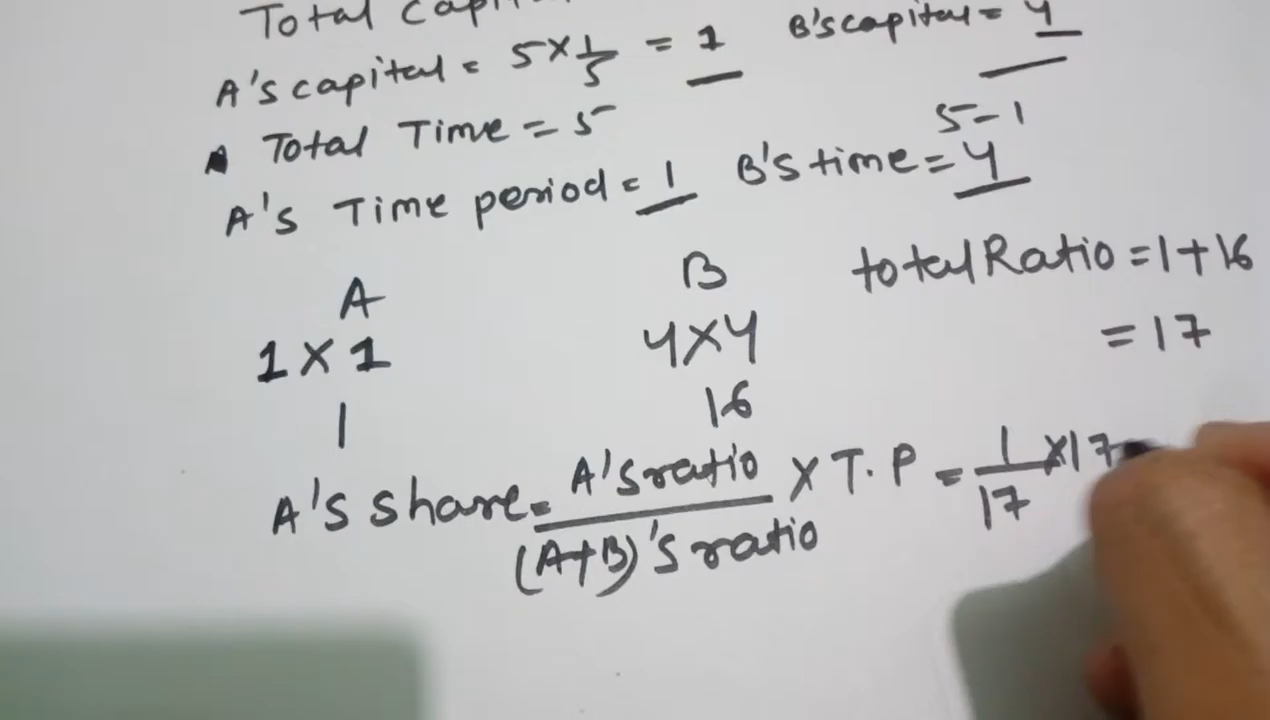 Total Capi
A's capital = 5 × 1/5 = 1 B's capital = 4
Total Time = 5 5-1
A's Time period = 1 B's time = 4
A B total Ratio = 1+16
1 × 1 4×4 = 17
1 16
A's share = A's ratio / (A+B)'s ratio × T.P = 1/17 × 17